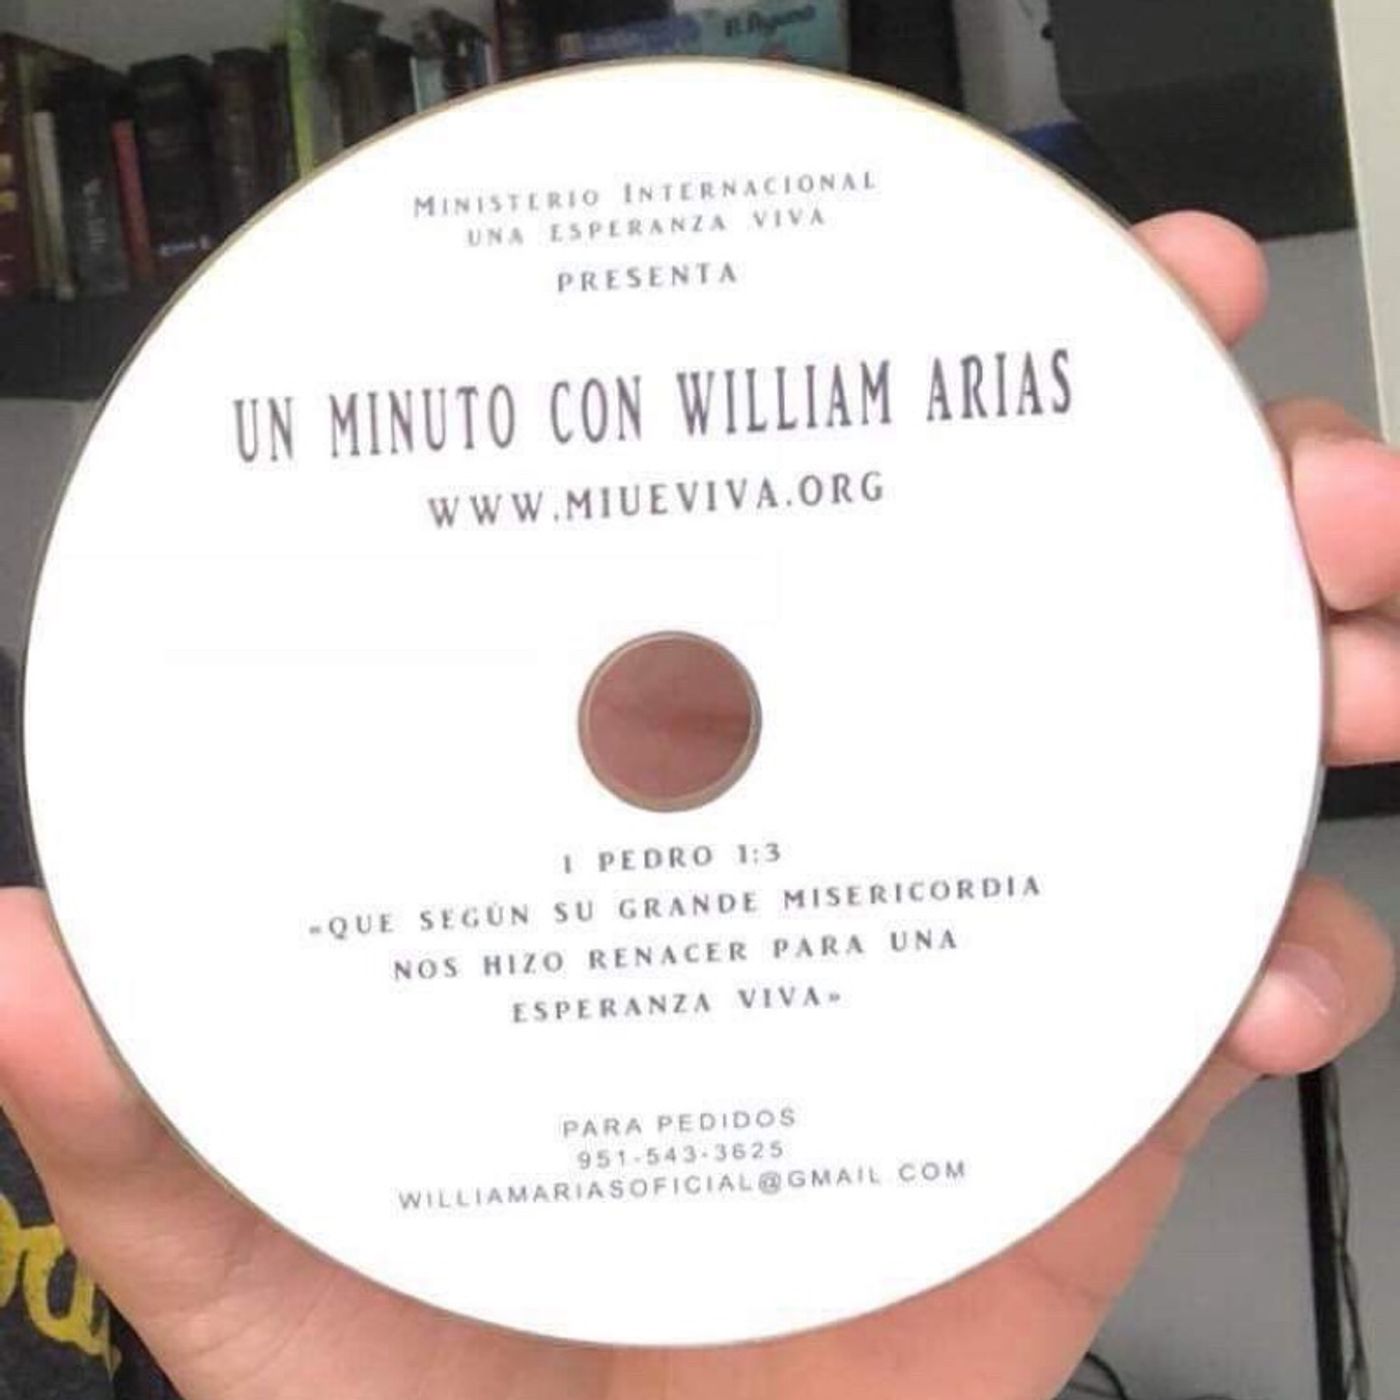 MINISTERIO INTERNACIONAL
UNA ESPERANZA VIVA
PRESENTA
UN MINUTO CON WILLIAM ARIAS
WWW.MIUEVIVA.ORG
1 PEDRO 1:3
«QUE SEGÚN SU GRANDE MISERICORDIA
NOS HIZO RENACER PARA UNA
ESPERANZA VIVA»
PARA PEDIDOS
951-543-3625
WILLIAMARIASOFICIAL@GMAIL.COM